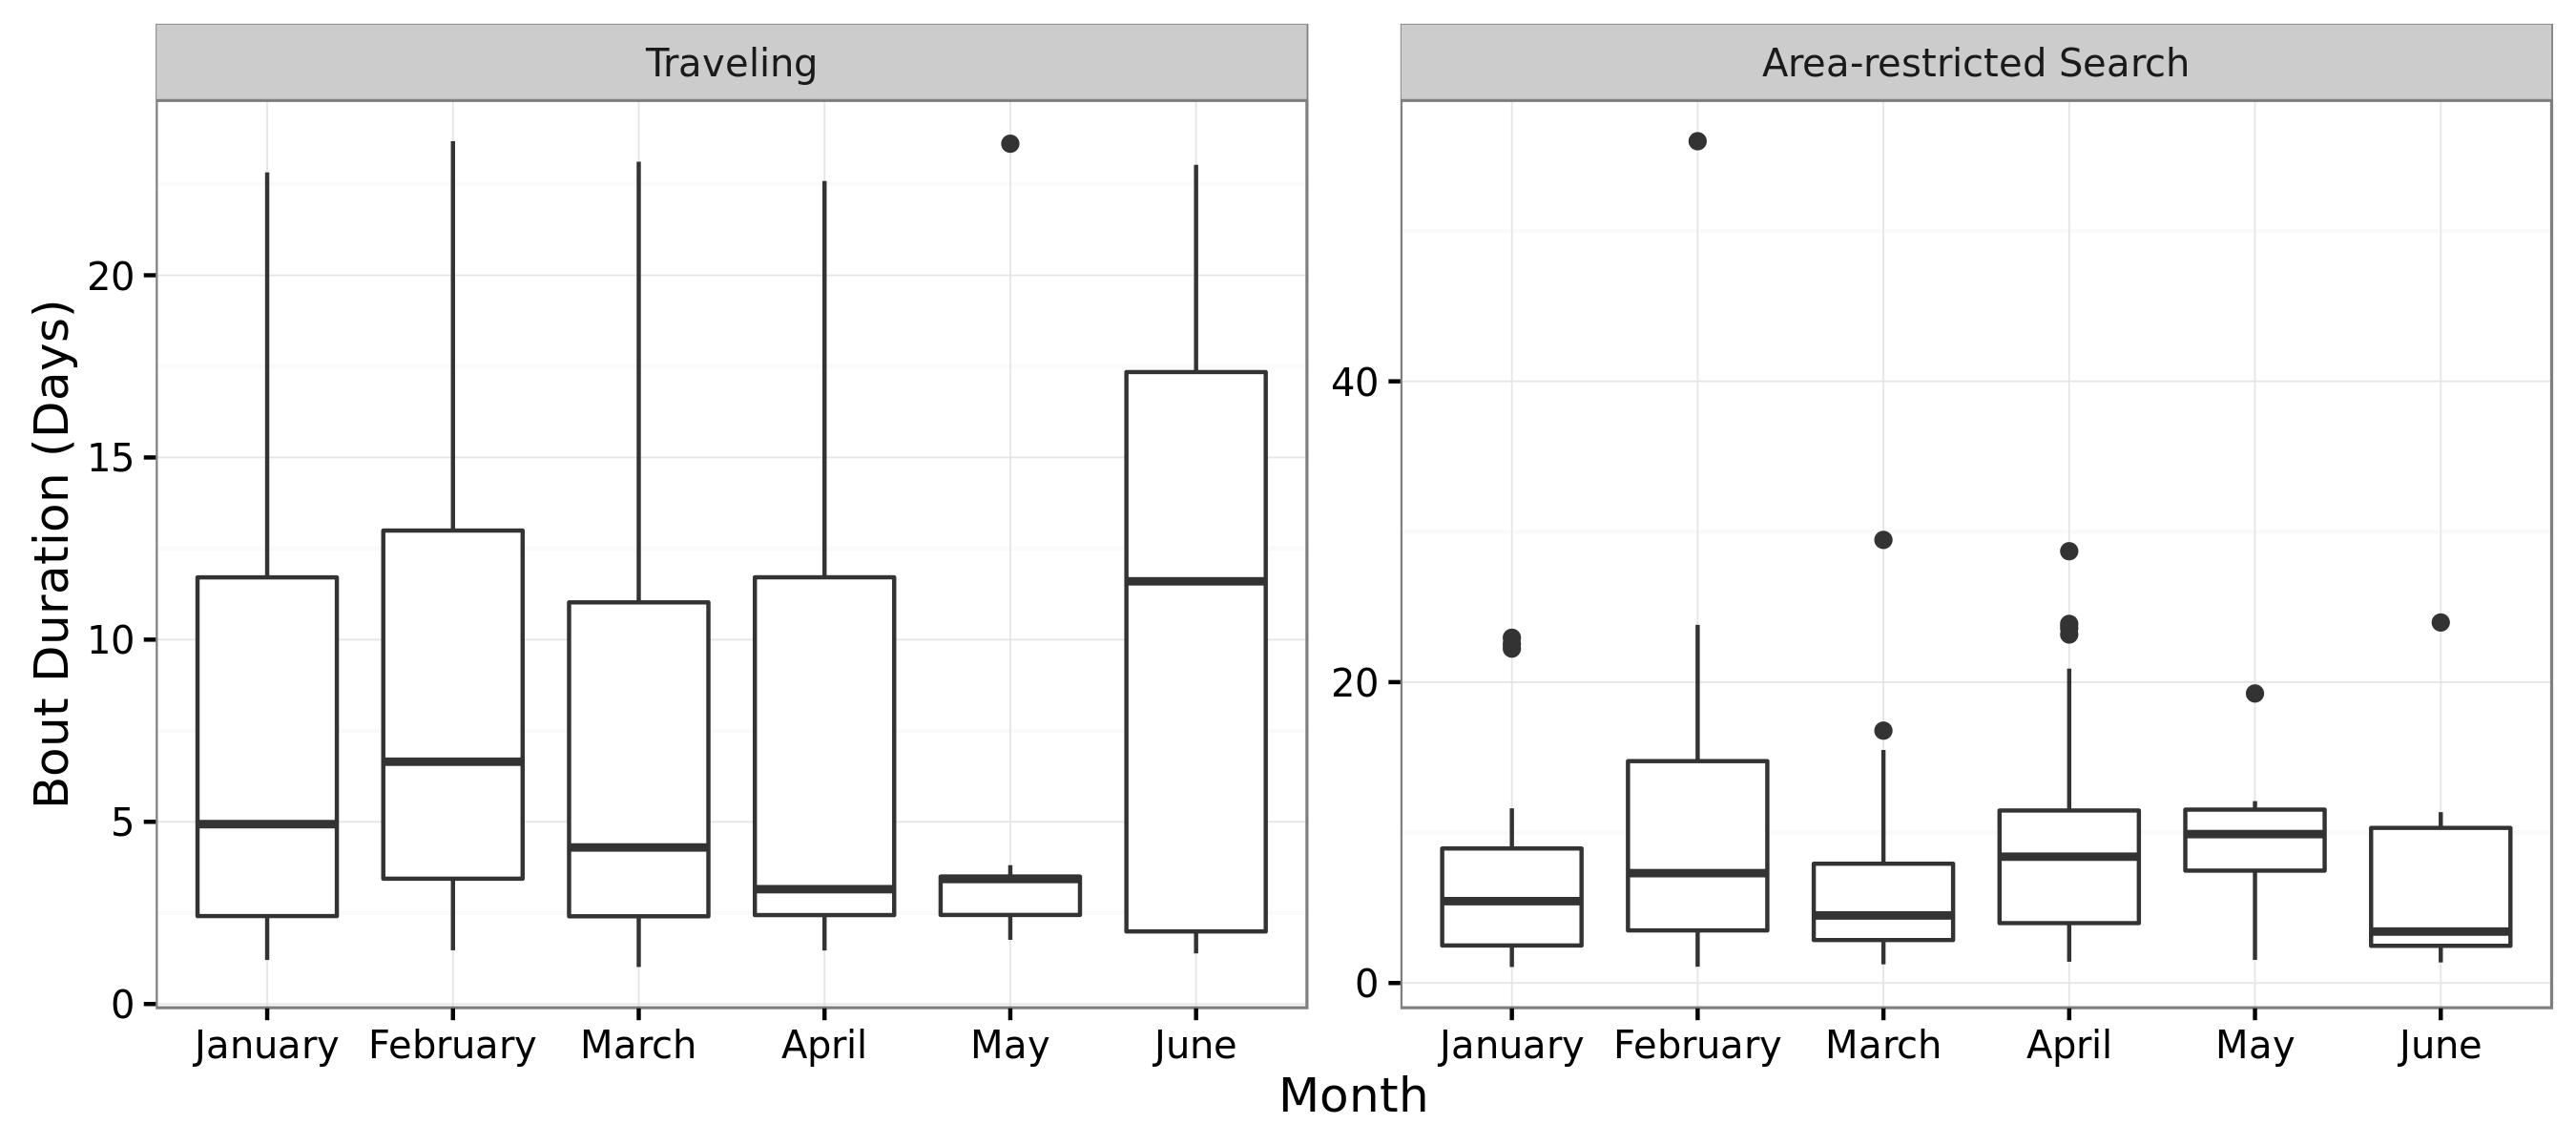 Traveling
Area-restricted Search
Bout Duration (Days)
20
15
10
5
0
40
20
0
January February March April May June
January February March April May June
Month